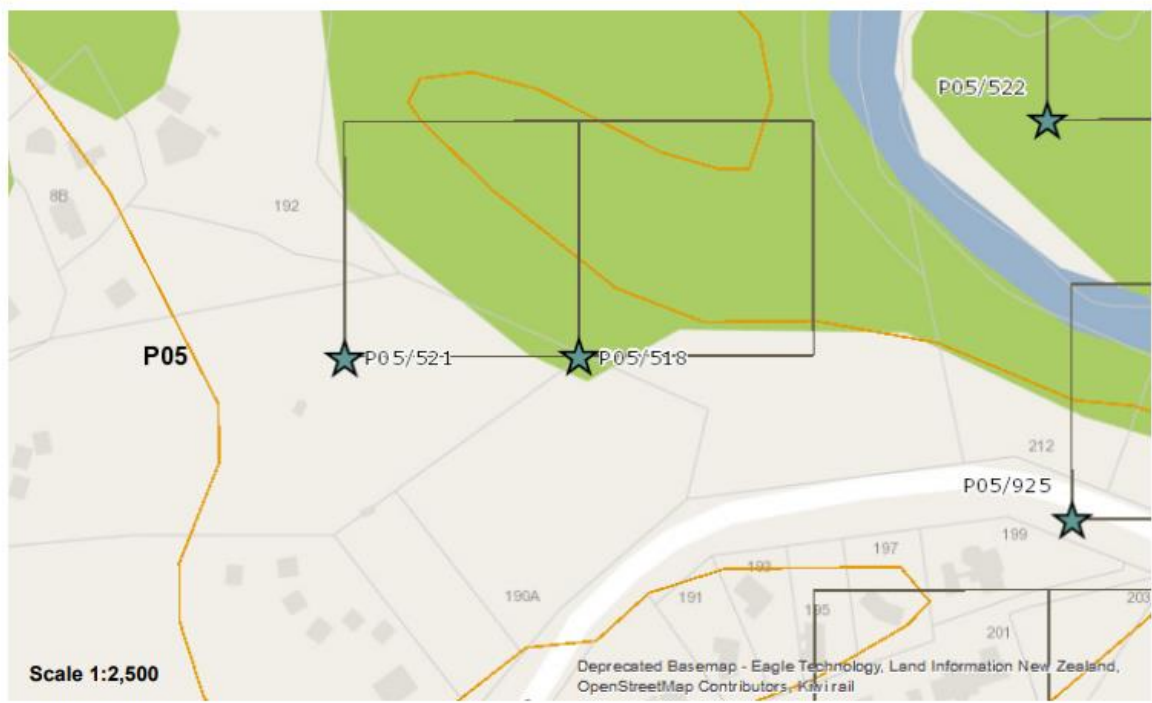 P05/522
8B
192
P05
P05/521
P05/518
212
P05/925
199
197
193
190A
191
195
203
201
Scale 1:2,500
Deprecated Basemap - Eagle Technology, Land Information New Zealand,
OpenStreetMap Contributors, Kiwirail